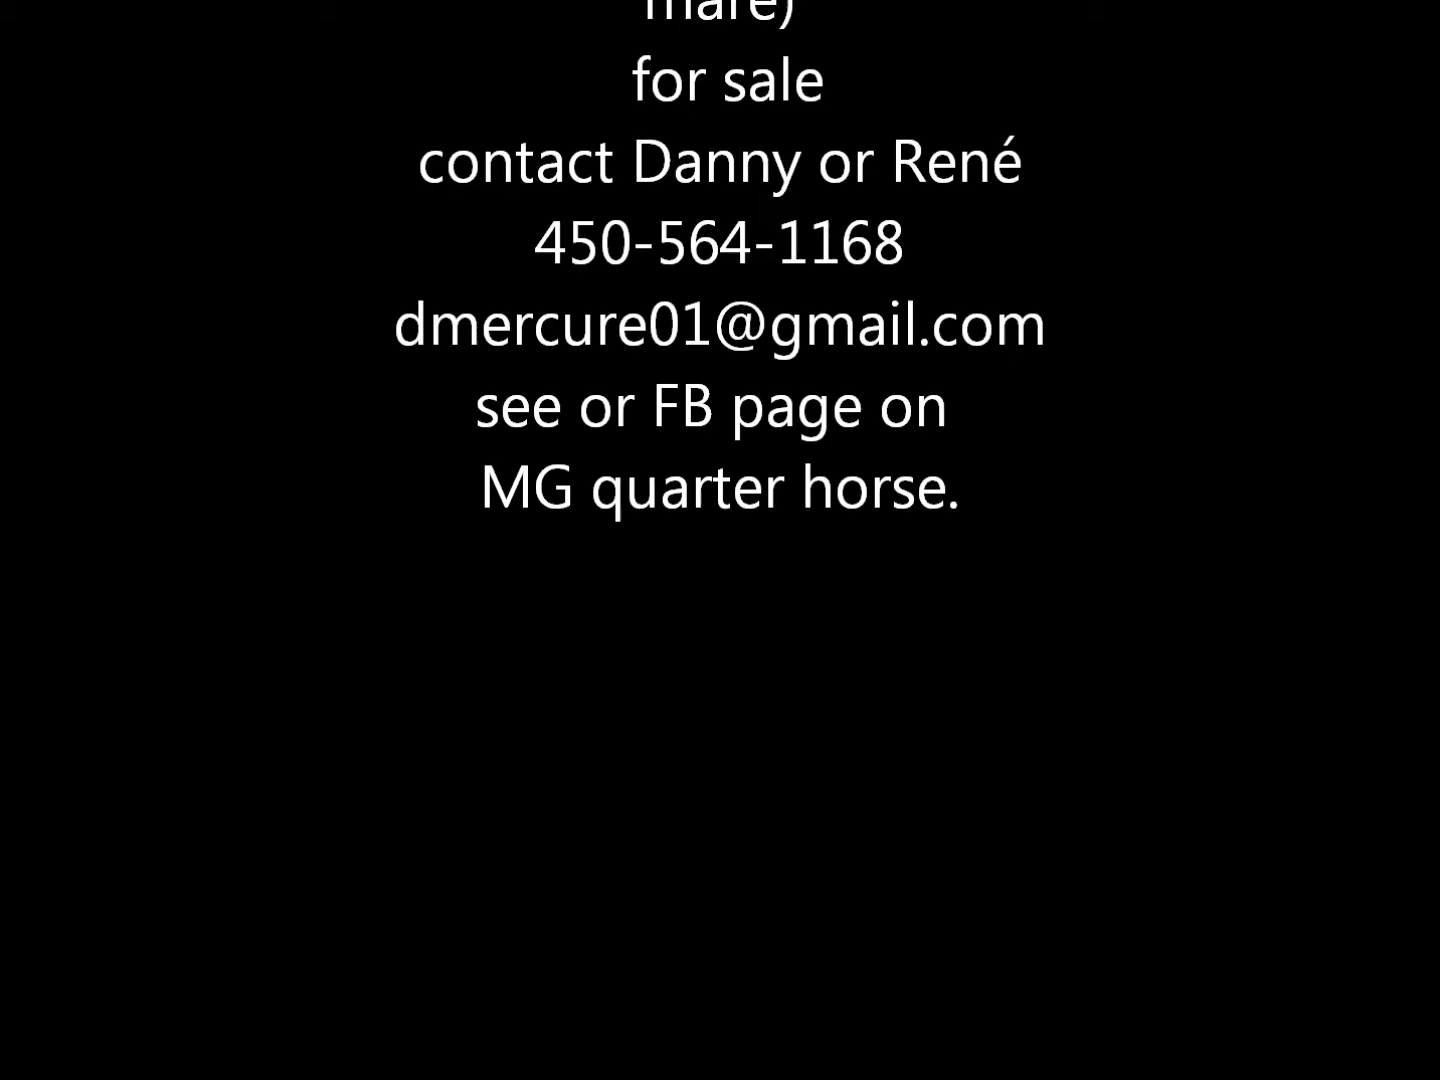 mare)
for sale
contact Danny or René
450-564-1168
dmercure01@gmail.com
see or FB page on
MG quarter horse.